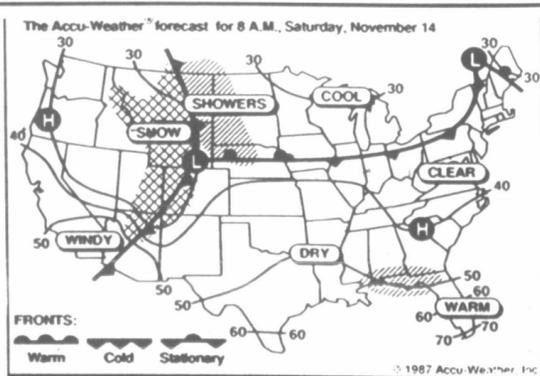 The Accu-Weather® forecast for 8 A.M., Saturday, November 14
30
30
30
30
30
L
SHOWERS
COOL
H
SNOW
40
L
CLEAR
40
H
50
WINDY
DRY
50
50
50
60
WARM
60
60
60
70
70
FRONTS:
Warm
Cold
Stationary
© 1987 Accu-Weather, Inc.